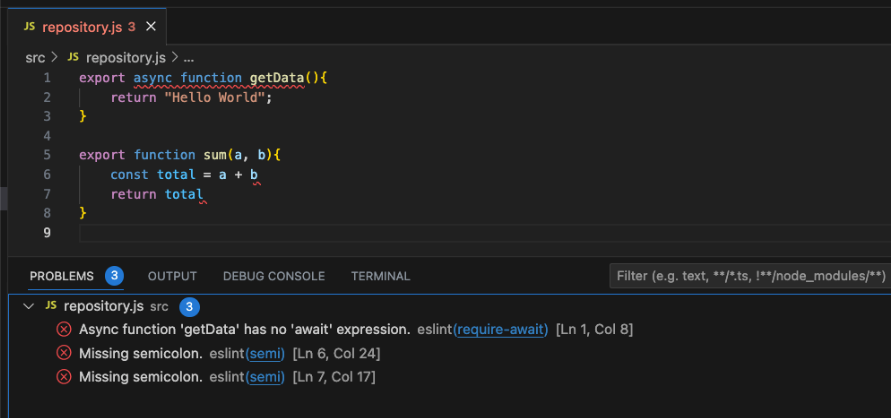 JS repository.js 3 ×
src > JS repository.js > ...
1 export async function getData(){
2 return "Hello World";
3 }
4
5 export function sum(a, b){
6 const total = a + b
7 return total
8 }
9
PROBLEMS 3 OUTPUT DEBUG CONSOLE TERMINAL Filter (e.g. text, **/*.ts, !**/node_modules/**)
JS repository.js src 3
Async function 'getData' has no 'await' expression. eslint(require-await) [Ln 1, Col 8]
Missing semicolon. eslint(semi) [Ln 6, Col 24]
Missing semicolon. eslint(semi) [Ln 7, Col 17]